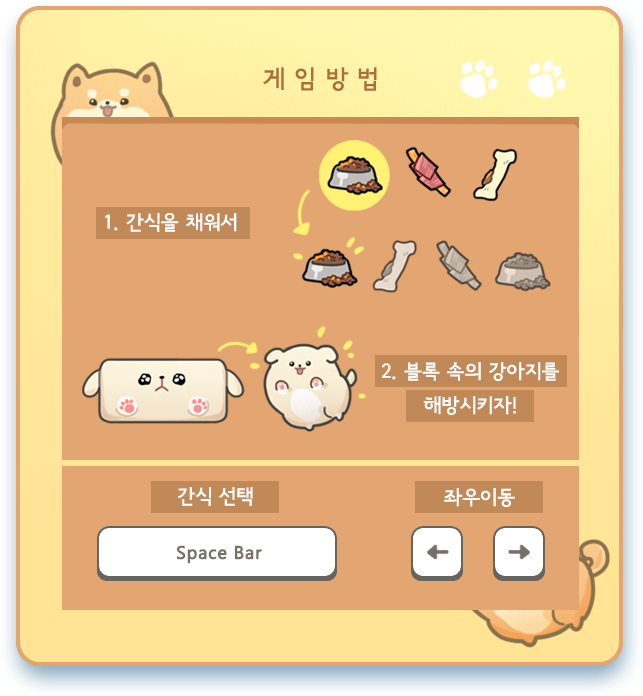 게임방법
1. 간식을 채워서
2. 블록 속의 강아지를
해방시키자!
간식 선택
좌우이동
Space Bar